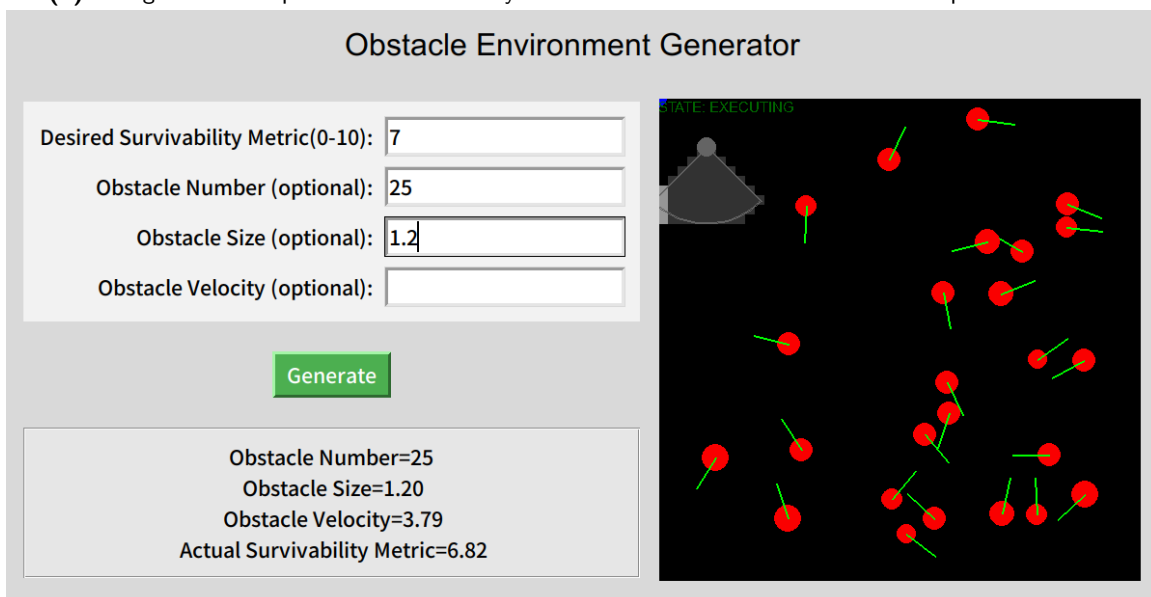 Obstacle Environment Generator
Desired Survivability Metric(0-10): 7
Obstacle Number (optional): 25
Obstacle Size (optional): 1.2
Obstacle Velocity (optional):
Generate
Obstacle Number=25
Obstacle Size=1.20
Obstacle Velocity=3.79
Actual Survivability Metric=6.82
STATE: EXECUTING